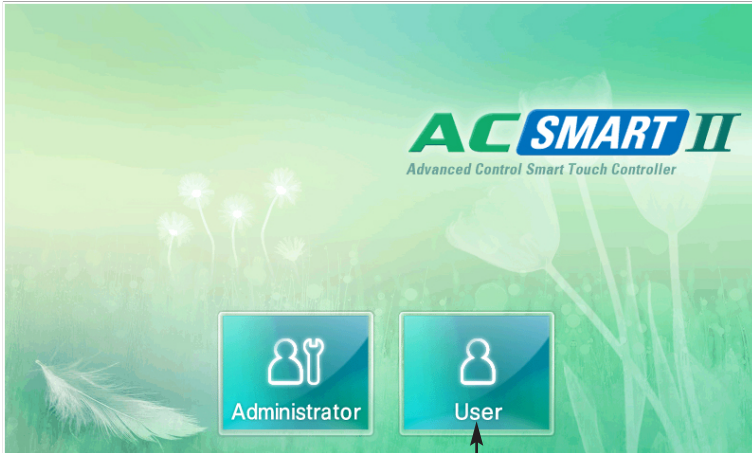 AC SMART II
Advanced Control Smart Touch Controller
Administrator
User